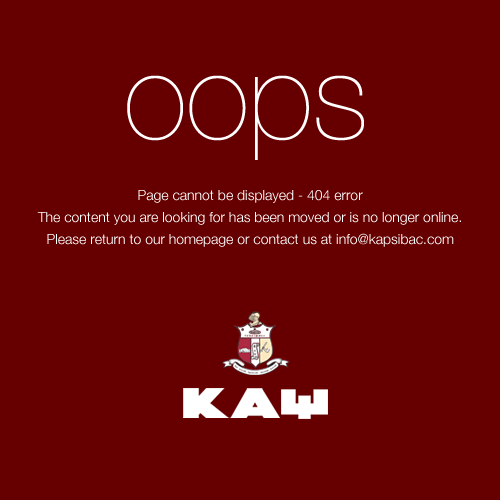 oops
Page cannot be displayed - 404 error
The content you are looking for has been moved or is no longer online.
Please return to our homepage or contact us at info@kapsibac.com
ΚΑΨ